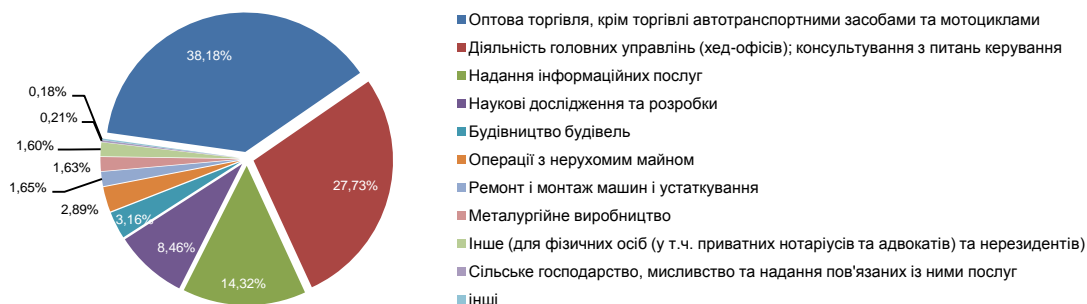 38,18%
27,73%
14,32%
8,46%
3,16%
2,89%
1,65%
1,63%
1,60%
0,21%
0,18%
Оптова торгівля, крім торгівлі автотранспортними засобами та мотоциклами
Діяльність головних управлінь (хед-офісів); консультування з питань керування
Надання інформаційних послуг
Наукові дослідження та розробки
Будівництво будівель
Операції з нерухомим майном
Ремонт і монтаж машин і устаткування
Металургійне виробництво
Інше (для фізичних осіб (у т.ч. приватних нотаріусів та адвокатів) та нерезидентів)
Сільське господарство, мисливство та надання пов'язаних із ними послуг
інші